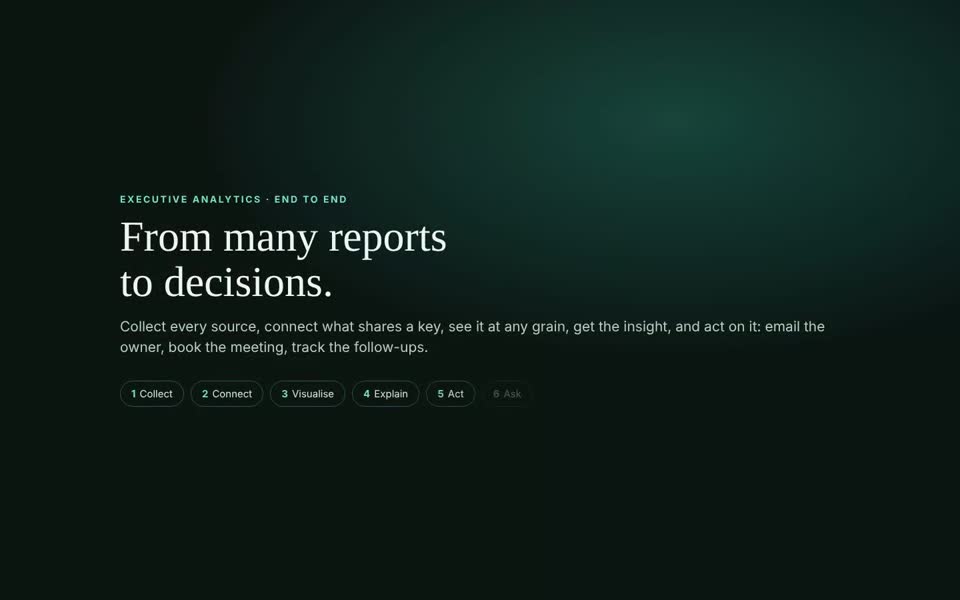 EXECUTIVE ANALYTICS · END TO END
From many reports
to decisions.
Collect every source, connect what shares a key, see it at any grain, get the insight, and act on it: email the
owner, book the meeting, track the follow-ups.
1 Collect 2 Connect 3 Visualise 4 Explain 5 Act 6 Ask